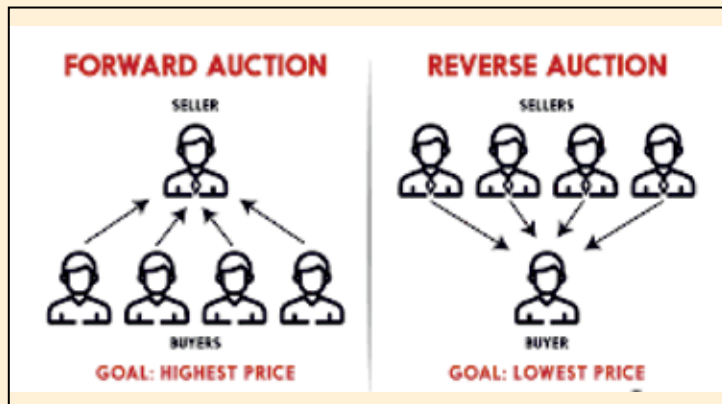 FORWARD AUCTION
SELLER
BUYERS
GOAL: HIGHEST PRICE
REVERSE AUCTION
SELLERS
BUYER
GOAL: LOWEST PRICE